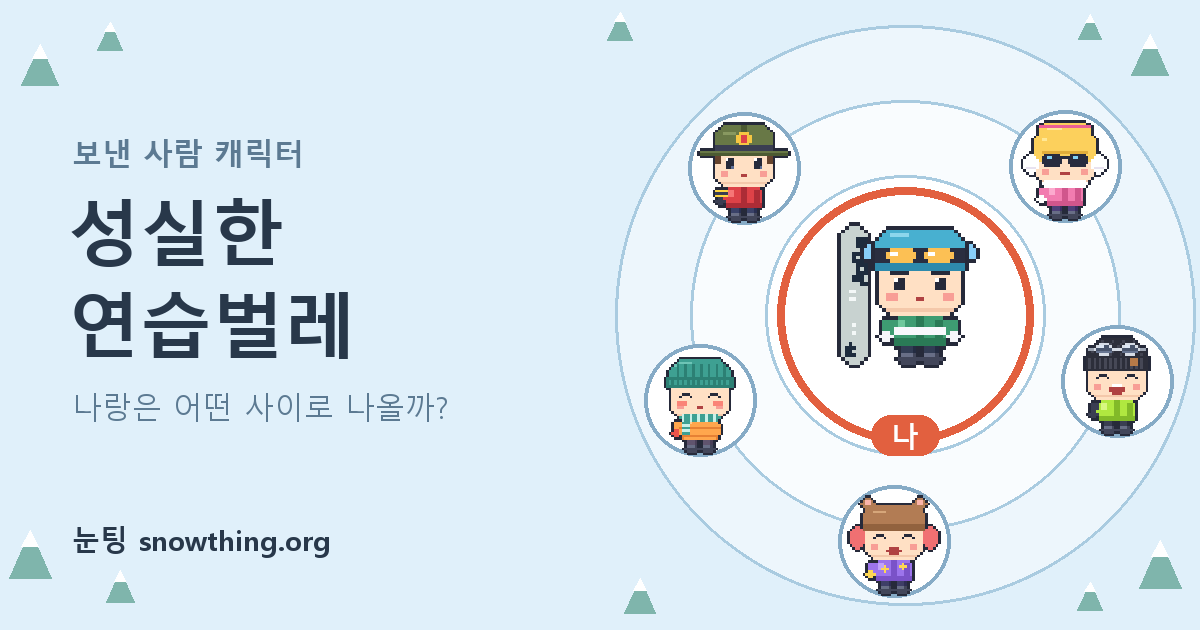 보낸 사람 캐릭터
성실한
연습벌레
나랑은 어떤 사이로 나올까?
눈팅 snowthing.org
나